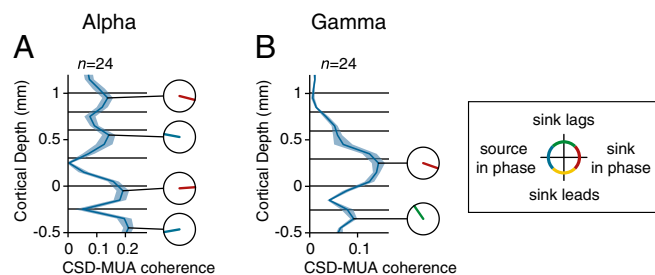 Alpha
A
n=24
Cortical Depth (mm)
1
0.5
0
-0.5
0 0.1 0.2
CSD-MUA coherence
Gamma
B
n=24
Cortical Depth (mm)
1
0.5
0
-0.5
0 0.1
CSD-MUA coherence
sink lags
source in phase
sink in phase
sink leads